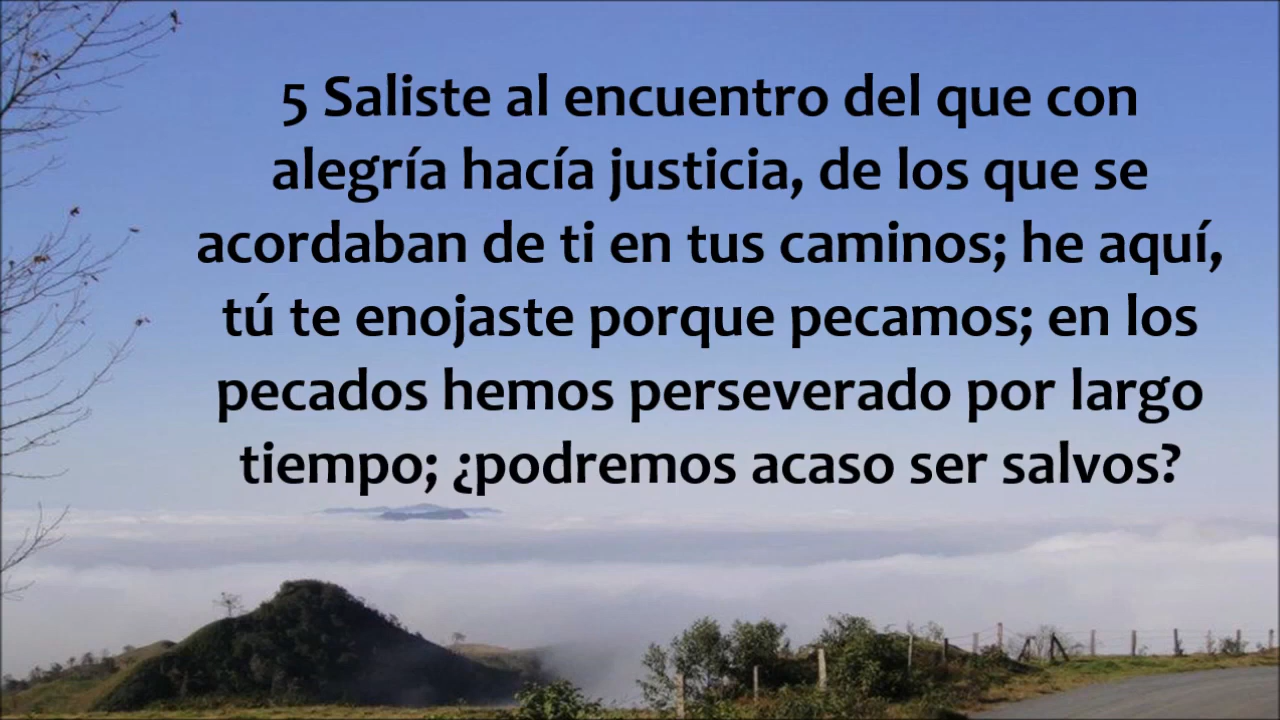 5 Saliste al encuentro del que con
alegría hacía justicia, de los que se
acordaban de ti en tus caminos; he aquí,
tú te enojaste porque pecamos; en los
pecados hemos perseverado por largo
tiempo; ¿podremos acaso ser salvos?